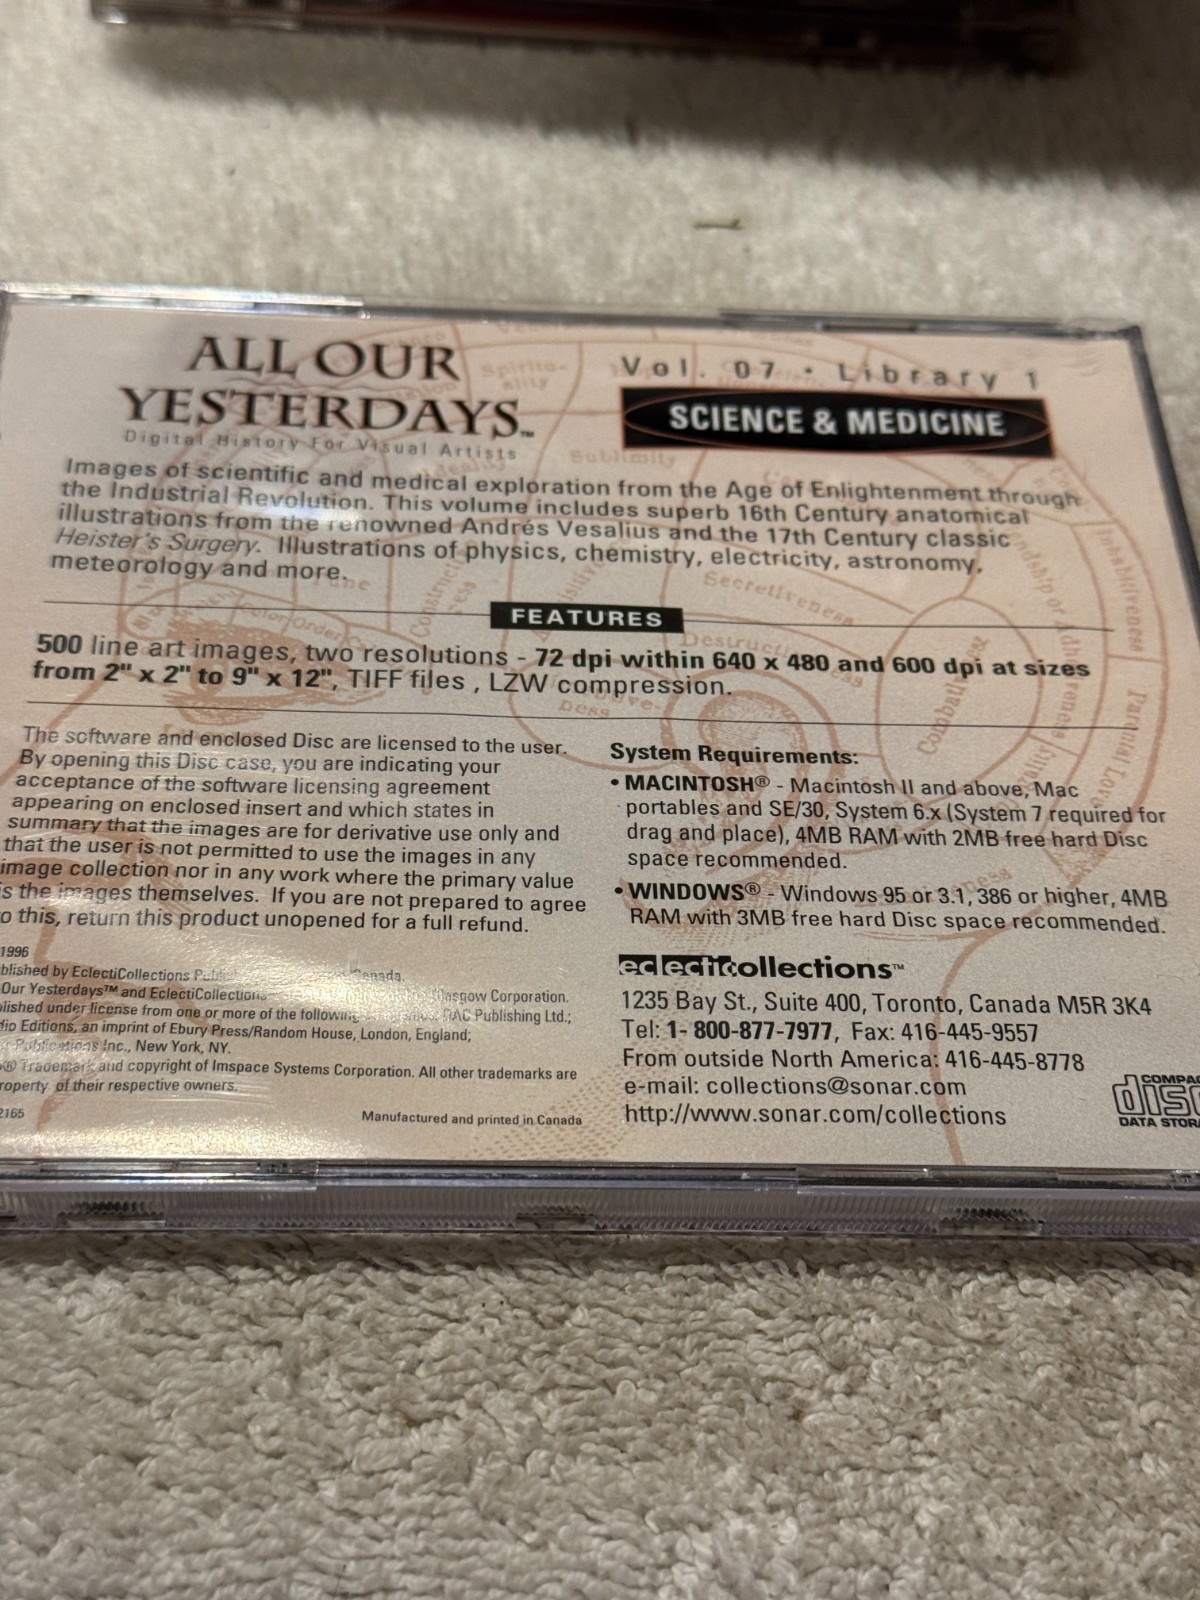 ALL OUR
YESTERDAYS™
Digital History For Visual Artists
Vol. 07 • Library 1
SCIENCE & MEDICINE
Images of scientific and medical exploration from the Age of Enlightenment through
the Industrial Revolution. This volume includes superb 16th Century anatomical
illustrations from the renowned Andrés Vesalius and the 17th Century classic
Heister's Surgery. Illustrations of physics, chemistry, electricity, astronomy,
meteorology and more.
FEATURES
500 line art images, two resolutions - 72 dpi within 640 x 480 and 600 dpi at sizes
from 2" x 2" to 9" x 12", TIFF files , LZW compression.
The software and enclosed Disc are licensed to the user.
By opening this Disc case, you are indicating your
acceptance of the software licensing agreement
appearing on enclosed insert and which states in
summary that the images are for derivative use only and
that the user is not permitted to use the images in any
image collection nor in any work where the primary value
is the images themselves. If you are not prepared to agree
o this, return this product unopened for a full refund.
1996
blished by EclectiCollections Canada.
Our Yesterdays™ and EclectiCollections Glasgow Corporation.
lished under license from one or more of the following DAC Publishing Ltd.;
dio Editions, an imprint of Ebury Press/Random House, London, England;
Publications Inc., New York, NY.
® Trademark and copyright of Imspace Systems Corporation. All other trademarks are
roperty of their respective owners.
2165
Manufactured and printed in Canada
System Requirements:
• MACINTOSH® - Macintosh II and above, Mac
portables and SE/30, System 6.x (System 7 required for
drag and place), 4MB RAM with 2MB free hard Disc
space recommended.
• WINDOWS® - Windows 95 or 3.1, 386 or higher, 4MB
RAM with 3MB free hard Disc space recommended.
eclecticollections™
1235 Bay St., Suite 400, Toronto, Canada M5R 3K4
Tel: 1- 800-877-7977, Fax: 416-445-9557
From outside North America: 416-445-8778
e-mail: collections@sonar.com
http://www.sonar.com/collections
COMPAC
disc
DATA STOR
Sublimity
Secretiveness
Combativeness
Inhabitiveness
Parental Love